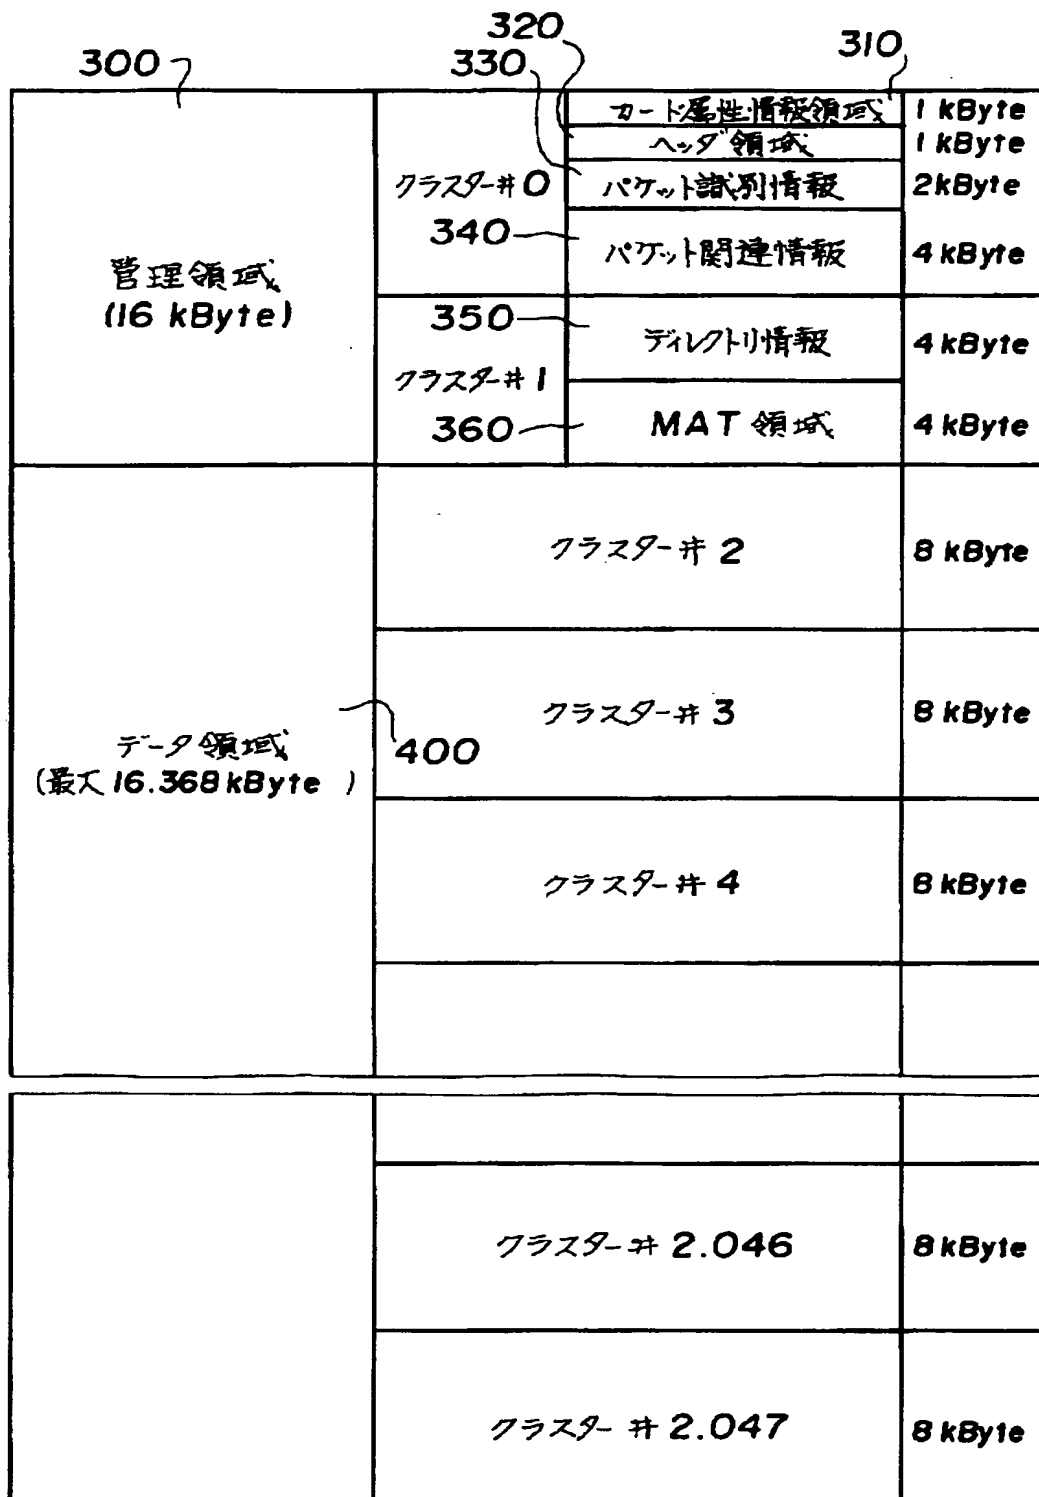 320
310
300
330
カード属性情報領域
1 kByte
ヘッダ領域
1 kByte
クラスター#0
パケット識別情報
2kByte
340
パケット関連情報
4 kByte
管理領域
(16 kByte)
350
ディレクトリ情報
4 kByte
クラスター#1
360
MAT 領域
4 kByte
クラスター# 2
8 kByte
クラスター# 3
8 kByte
データ領域
(最大16.368kByte )
400
クラスター# 4
8 kByte
クラスター# 2.046
8 kByte
クラスター # 2.047
8 kByte